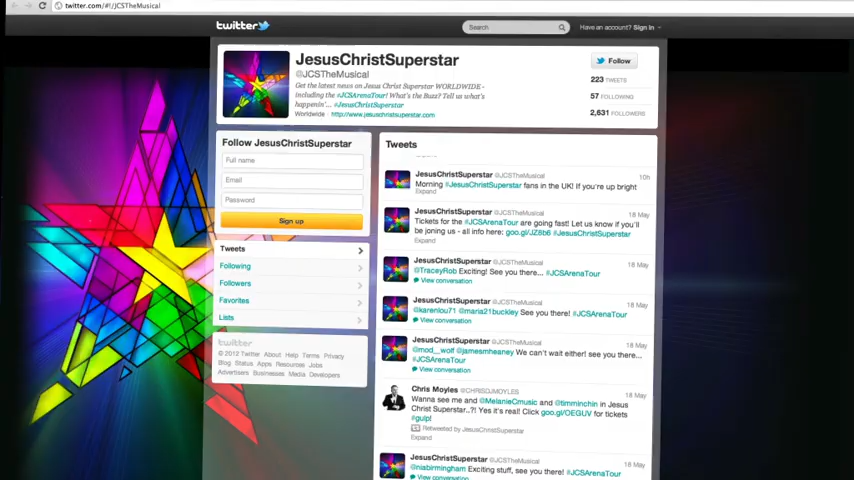 twitter.com/#!/JCSTheMusical
twitter
Search
Have an account? Sign in
JesusChristSuperstar
@JCSTheMusical
Get the latest news on Jesus Christ Superstar WORLDWIDE -
including the #JCSArenaTour! What's the Buzz? Tell us what's
happenin'... #JesusChristSuperstar
Worldwide http://www.jesuschristsuperstar.com
Follow
223 TWEETS
57 FOLLOWING
2,631 FOLLOWERS
Follow JesusChristSuperstar
Full name
Email
Password
Sign up
Tweets
Following
Followers
Favorites
Lists
twitter
© 2012 Twitter About Help Terms Privacy
Blog Status Apps Resources Jobs
Advertisers Businesses Media Developers
Tweets
Expand
JesusChristSuperstar @JCSTheMusical 10h
Morning #JesusChristSuperstar fans in the UK! If you're up bright
Expand
JesusChristSuperstar @JCSTheMusical 18 May
Tickets for the #JCSArenaTour are going fast! Let us know if you'll
be joning us - all info here: goo.gl/JZ8b6 #JesusChristSuperstar
Expand
JesusChristSuperstar @JCSTheMusical 18 May
@TraceyRob Exciting! See you there... #JCSArenaTour
View conversation
JesusChristSuperstar @JCSTheMusical 18 May
@karenlou71 @maria21buckley See you there! #JCSArenaTour
View conversation
JesusChristSuperstar @JCSTheMusical 18 May
@mod_wolf @jamesmheaney We can't wait either! see you there...
#JCSArenaTour
View conversation
Chris Moyles @CHRISDJMOYLES 18 May
Wanna see me and @MelanieCmusic and @timminchin in Jesus
Christ Superstar..?! Yes it's real! Click goo.gl/OEGUV for tickets
#gulp!
Retweeted by JesusChristSuperstar
Expand
JesusChristSuperstar @JCSTheMusical 18 May
@niabirmingham Exciting stuff, see you there! #JCSArenaTour
View conversation